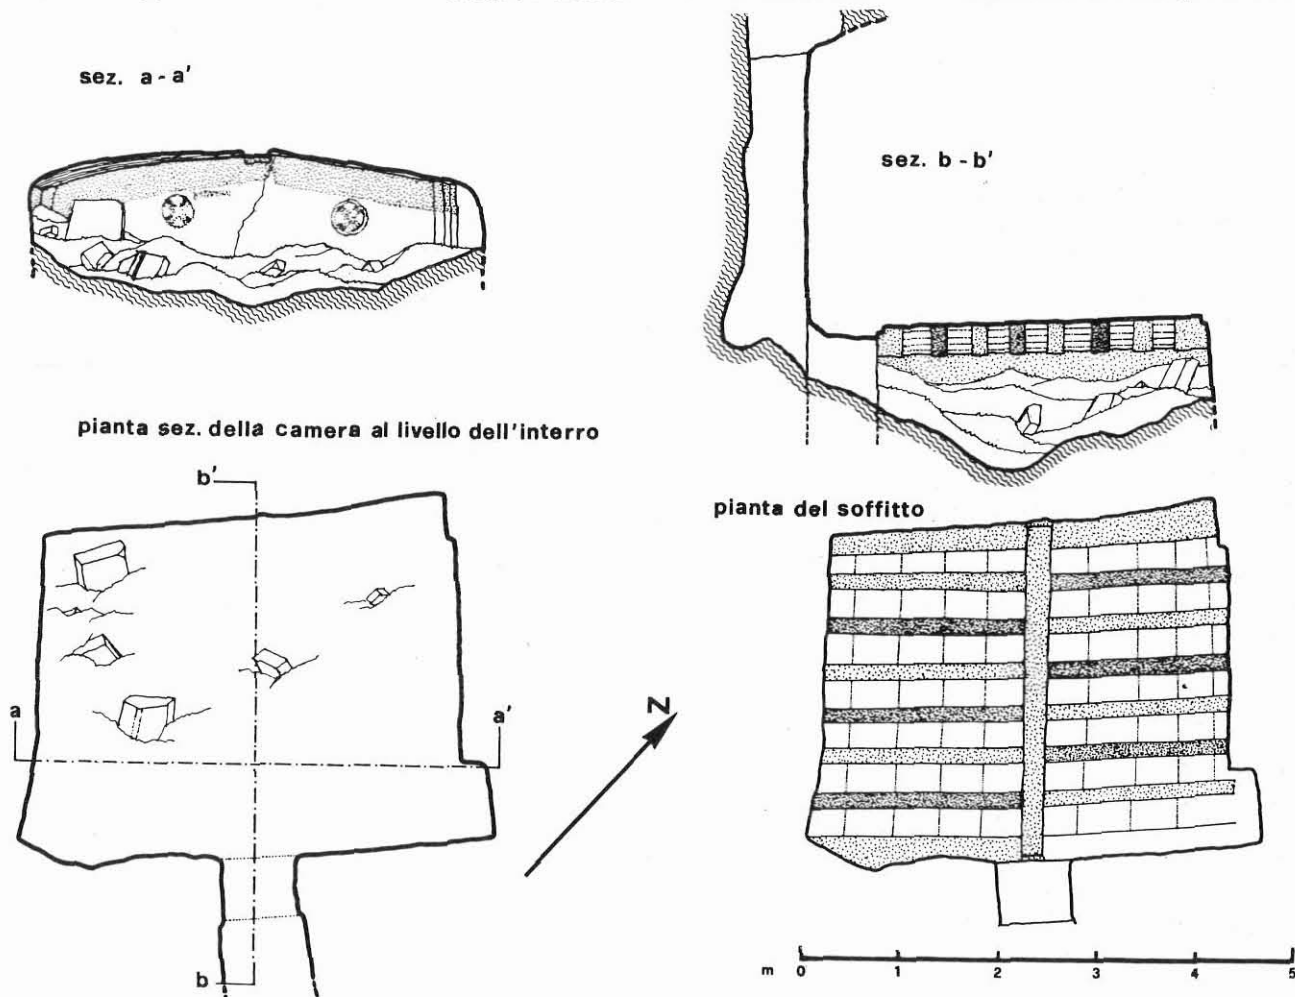 sez. a-a'
sez. b-b'
pianta sez. della camera al livello dell'interro
b'
a
a'
b
N
pianta del soffitto
m 0 1 2 3 4 5